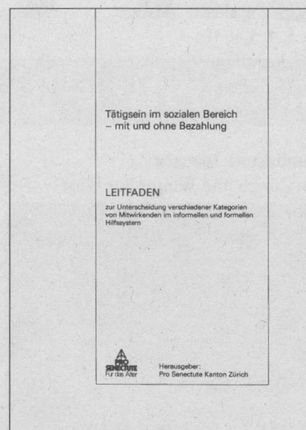 Tätigsein im sozialen Bereich
– mit und ohne Bezahlung
LEITFADEN
zur Unterscheidung verschiedener Kategorien
von Mitwirkenden im informellen und formellen
Hilfssystem
PRO
SENECTUTE
Für das Alter
Herausgeber:
Pro Senectute Kanton Zürich